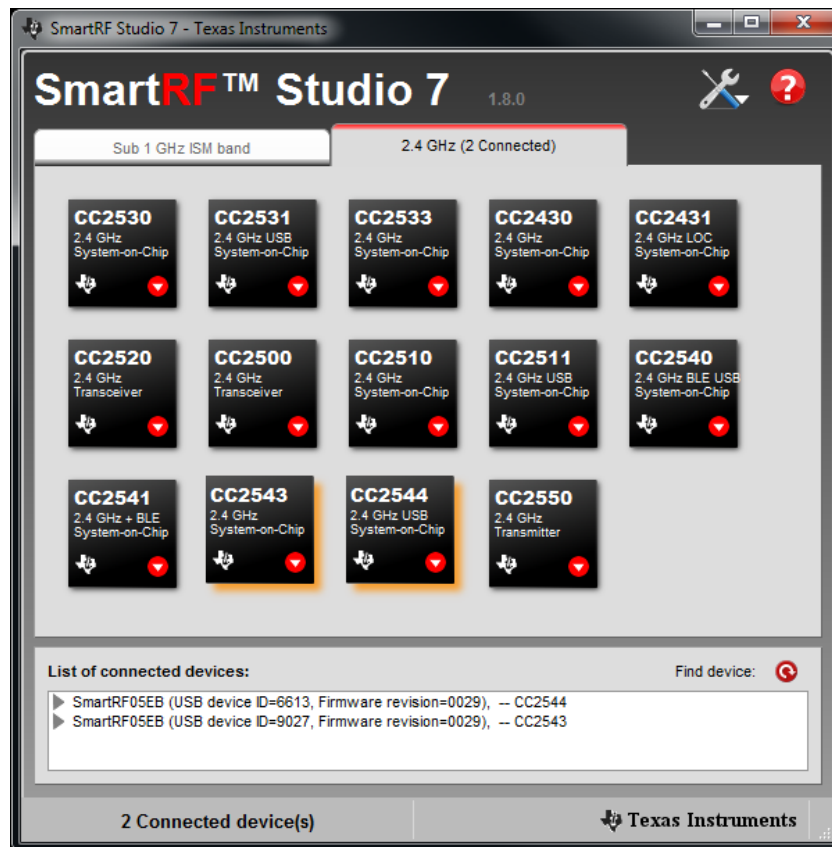 SmartRF Studio 7 - Texas Instruments
SmartRF™ Studio 7 1.8.0
?
Sub 1 GHz ISM band
2.4 GHz (2 Connected)
CC2530
2.4 GHz
System-on-Chip
CC2531
2.4 GHz USB
System-on-Chip
CC2533
2.4 GHz
System-on-Chip
CC2430
2.4 GHz
System-on-Chip
CC2431
2.4 GHz LOC
System-on-Chip
CC2520
2.4 GHz
Transceiver
CC2500
2.4 GHz
Transceiver
CC2510
2.4 GHz
System-on-Chip
CC2511
2.4 GHz USB
System-on-Chip
CC2540
2.4 GHz BLE USB
System-on-Chip
CC2541
2.4 GHz + BLE
System-on-Chip
CC2543
2.4 GHz
System-on-Chip
CC2544
2.4 GHz USB
System-on-Chip
CC2550
2.4 GHz
Transmitter
List of connected devices:
Find device:
SmartRF05EB (USB device ID=6613, Firmware revision=0029), -- CC2544
SmartRF05EB (USB device ID=9027, Firmware revision=0029), -- CC2543
2 Connected device(s)
Texas Instruments